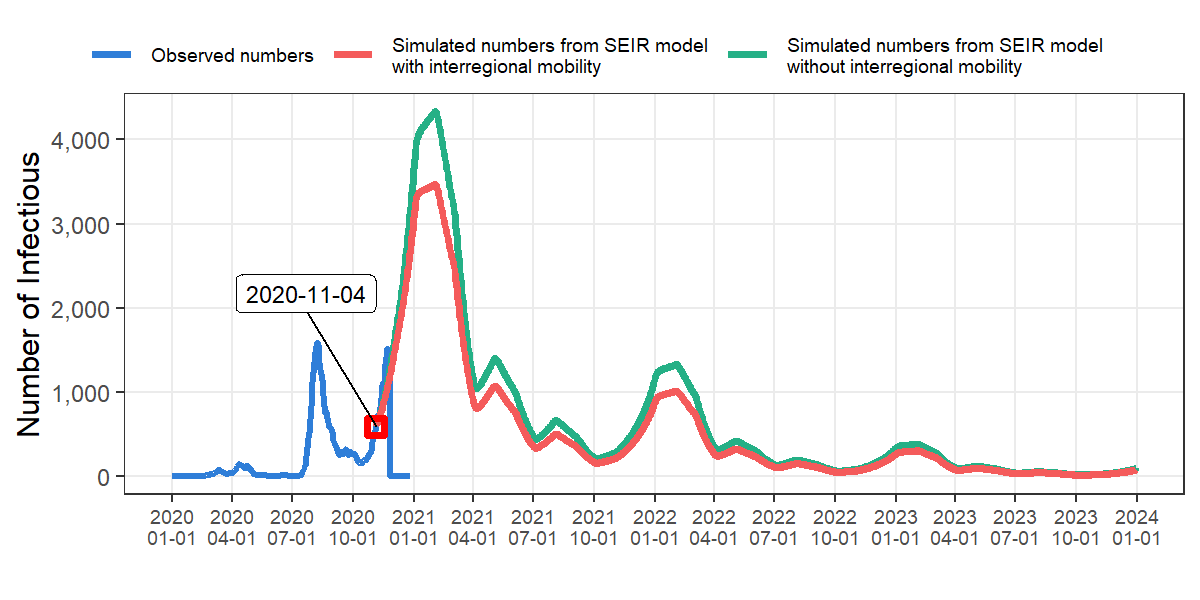 Observed numbers
Simulated numbers from SEIR model
with interregional mobility
Simulated numbers from SEIR model
without interregional mobility
Number of Infectious
4,000
3,000
2,000
1,000
0
2020-11-04
2020 2020 2020 2020 2021 2021 2021 2021 2022 2022 2022 2022 2023 2023 2023 2023 2024
01-01 04-01 07-01 10-01 01-01 04-01 07-01 10-01 01-01 04-01 07-01 10-01 01-01 04-01 07-01 10-01 01-01